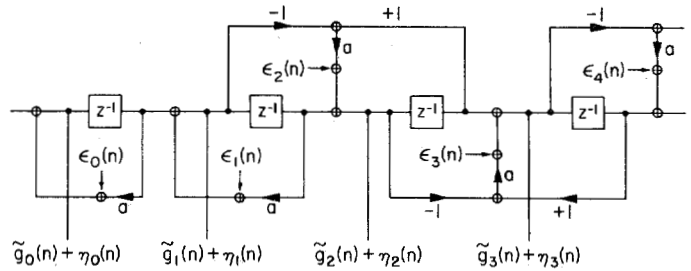 -1 +1 -1
a a
ϵ₂(n) ϵ₄(n)
z⁻¹ z⁻¹ z⁻¹ z⁻¹
ϵ₀(n) ϵ₁(n) ϵ₃(n)
a
a a -1 +1
g̃₀(n)+η₀(n) g̃₁(n)+η₁(n) g̃₂(n)+η₂(n) g̃₃(n)+η₃(n)